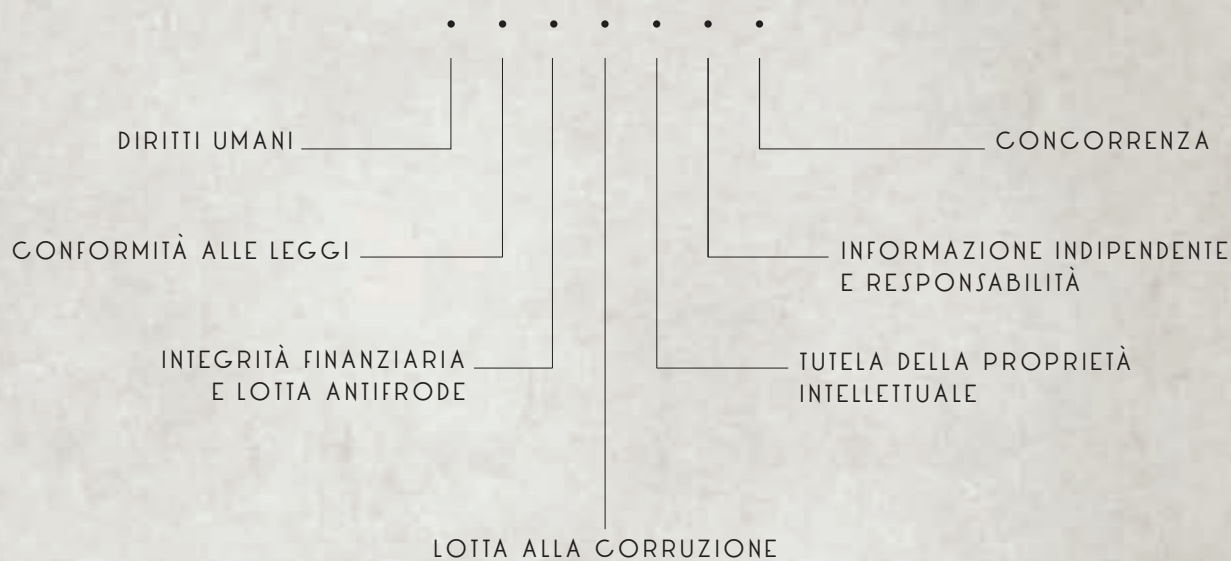 DIRITTI UMANI
CONCORRENZA
CONFORMITÀ ALLE LEGGI
INFORMAZIONE INDIPENDENTE
E RESPONSABILITÀ
INTEGRITÀ FINANZIARIA
E LOTTA ANTIFRODE
TUTELA DELLA PROPRIETÀ
INTELLETTUALE
LOTTA ALLA CORRUZIONE